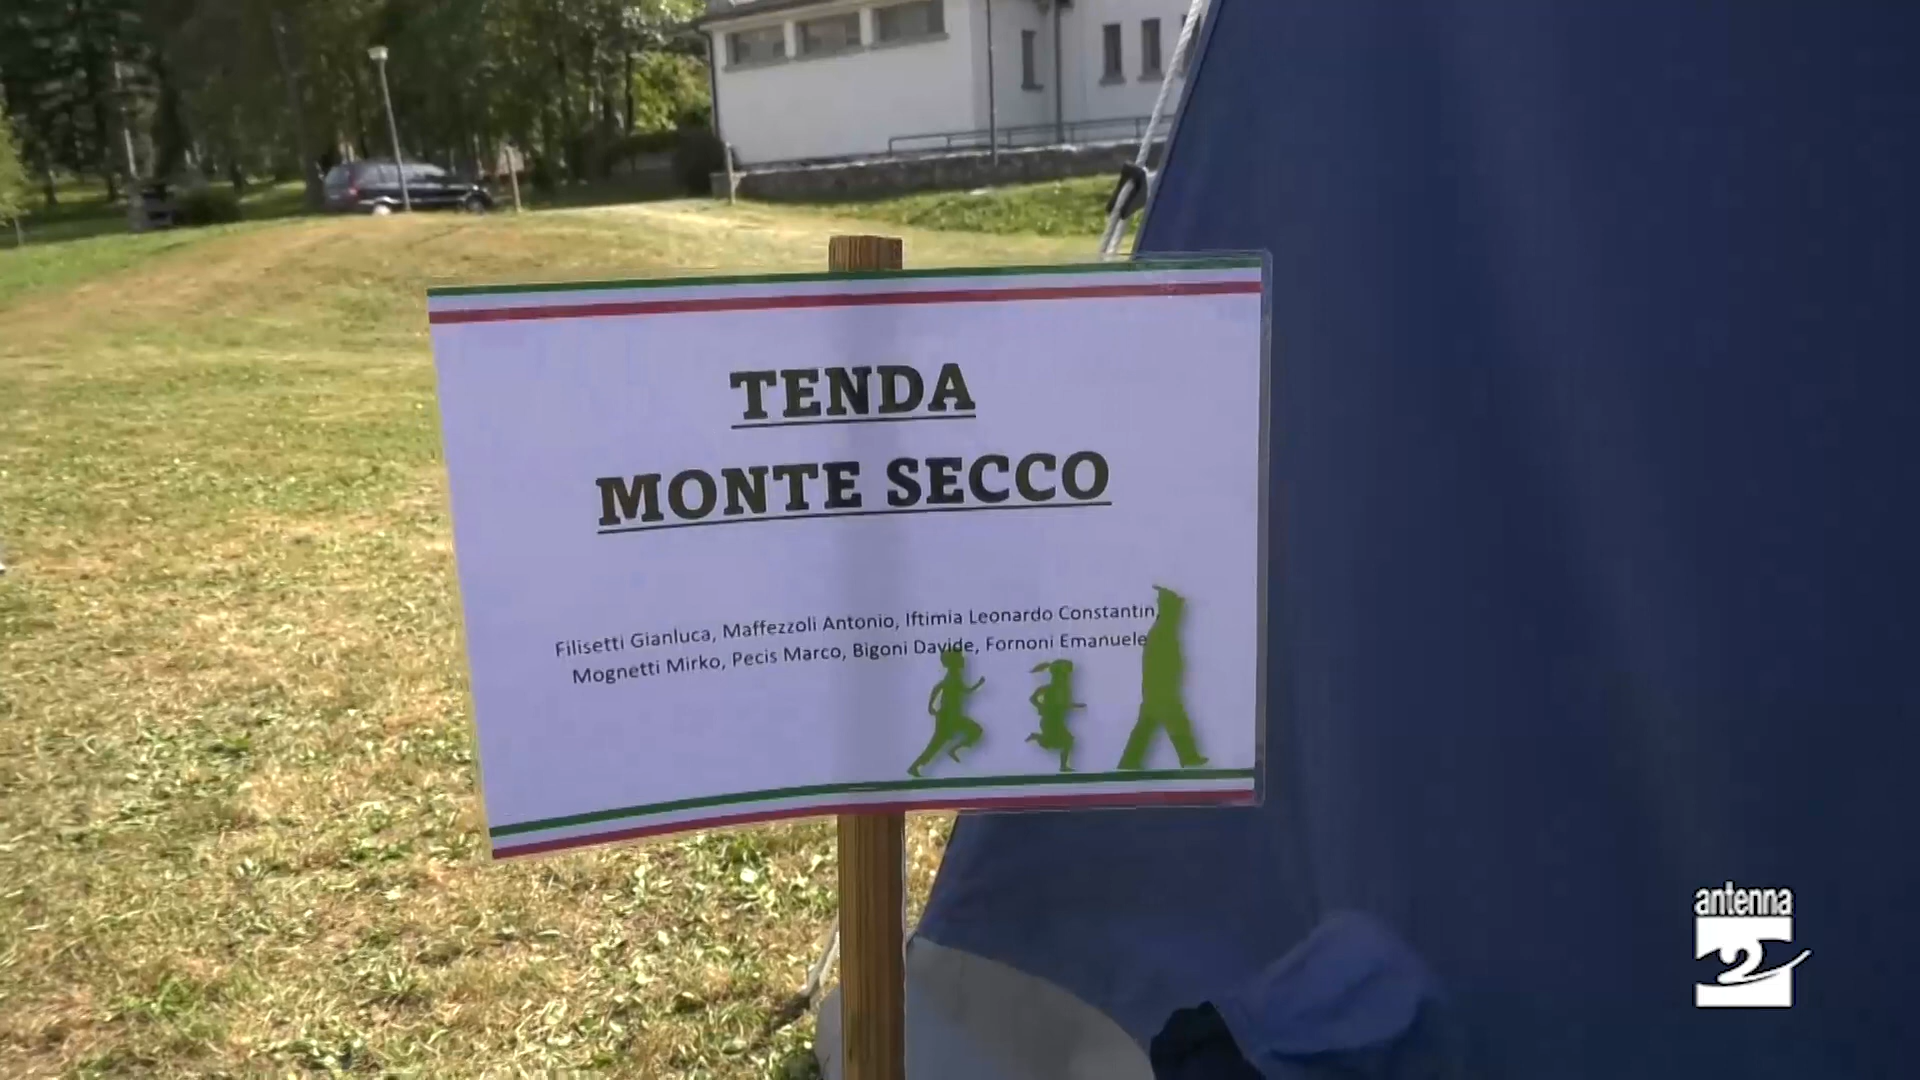 TENDA
MONTE SECCO
Filisetti Gianluca, Maffezzoli Antonio, Iftimia Leonardo Constantin,
Mognetti Mirko, Pecis Marco, Bigoni Davide, Fornoni Emanuele
antenna
2